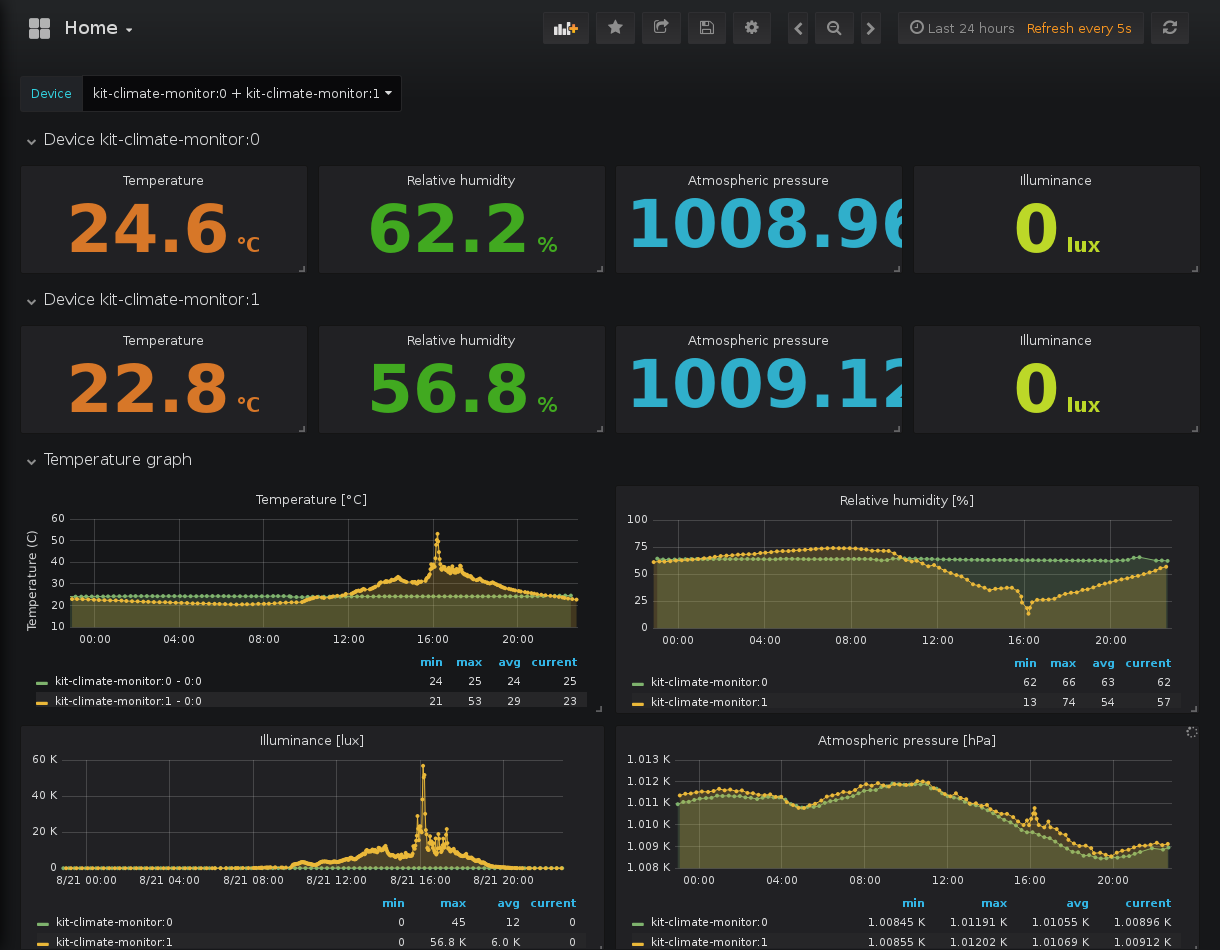 Home
Last 24 hours Refresh every 5s
Device kit-climate-monitor:0 + kit-climate-monitor:1
Device kit-climate-monitor:0
Temperature Relative humidity Atmospheric pressure Illuminance
24.6 °C 62.2 % 1008.96 0 lux
Device kit-climate-monitor:1
Temperature Relative humidity Atmospheric pressure Illuminance
22.8 °C 56.8 % 1009.12 0 lux
Temperature graph
Temperature [°C]
Temperature (C)
60
50
40
30
20
10
00:00 04:00 08:00 12:00 16:00 20:00
min max avg current
kit-climate-monitor:0 - 0:0 24 25 24 25
kit-climate-monitor:1 - 0:0 21 53 29 23
Relative humidity [%]
100
75
50
25
0
00:00 04:00 08:00 12:00 16:00 20:00
min max avg current
kit-climate-monitor:0 62 66 63 62
kit-climate-monitor:1 13 74 54 57
Illuminance [lux]
60 K
40 K
20 K
0
8/21 00:00 8/21 04:00 8/21 08:00 8/21 12:00 8/21 16:00 8/21 20:00
min max avg current
kit-climate-monitor:0 0 45 12 0
kit-climate-monitor:1 0 56.8 K 6.0 K 0
Atmospheric pressure [hPa]
1.013 K
1.012 K
1.011 K
1.010 K
1.009 K
1.008 K
00:00 04:00 08:00 12:00 16:00 20:00
min max avg current
kit-climate-monitor:0 1.00845 K 1.01191 K 1.01055 K 1.00896 K
kit-climate-monitor:1 1.00855 K 1.01202 K 1.01069 K 1.00912 K